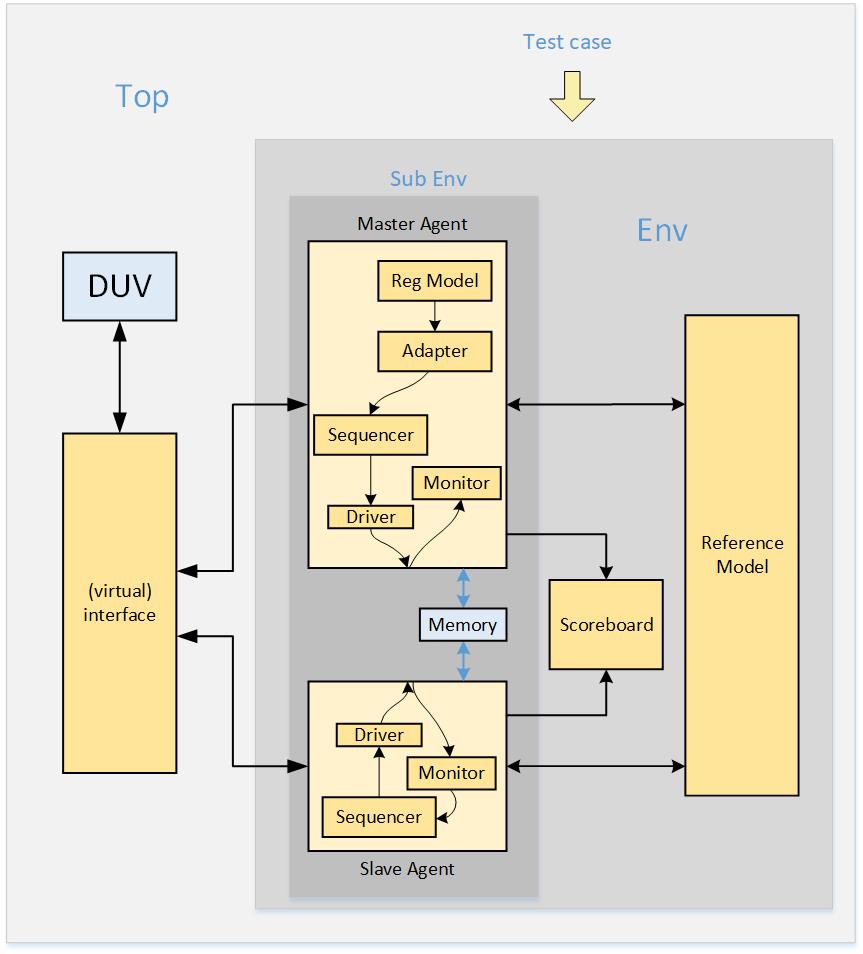 Test case
Top
Sub Env
Master Agent
Env
Reg Model
DUV
Adapter
Sequencer
Monitor
Driver
Reference
Model
(virtual)
interface
Memory
Scoreboard
Driver
Monitor
Sequencer
Slave Agent